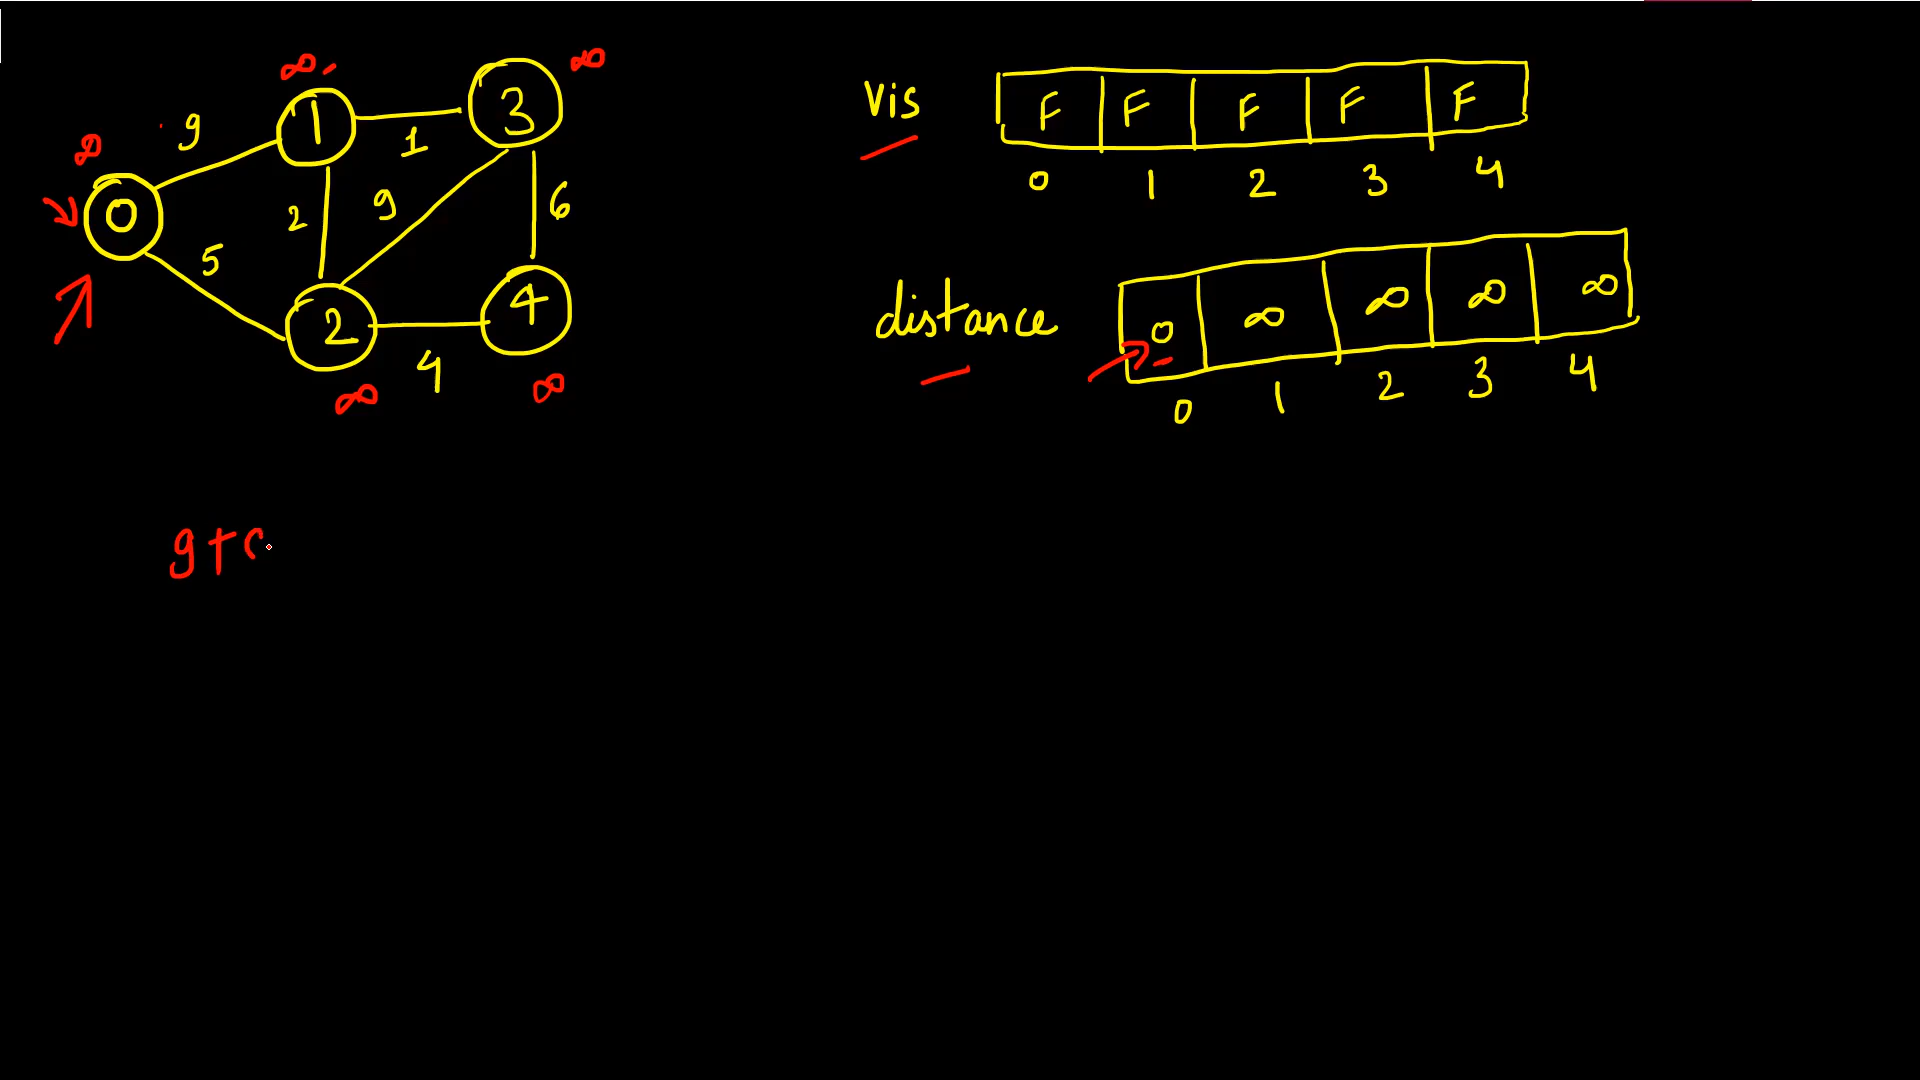 ∞ ∞
∞ 9 1 3
1
0 2 9 6
5
2 4
4
∞ ∞
Vis F F F F F
0 1 2 3 4
distance 0 ∞ ∞ ∞ ∞
0 1 2 3 4
9+